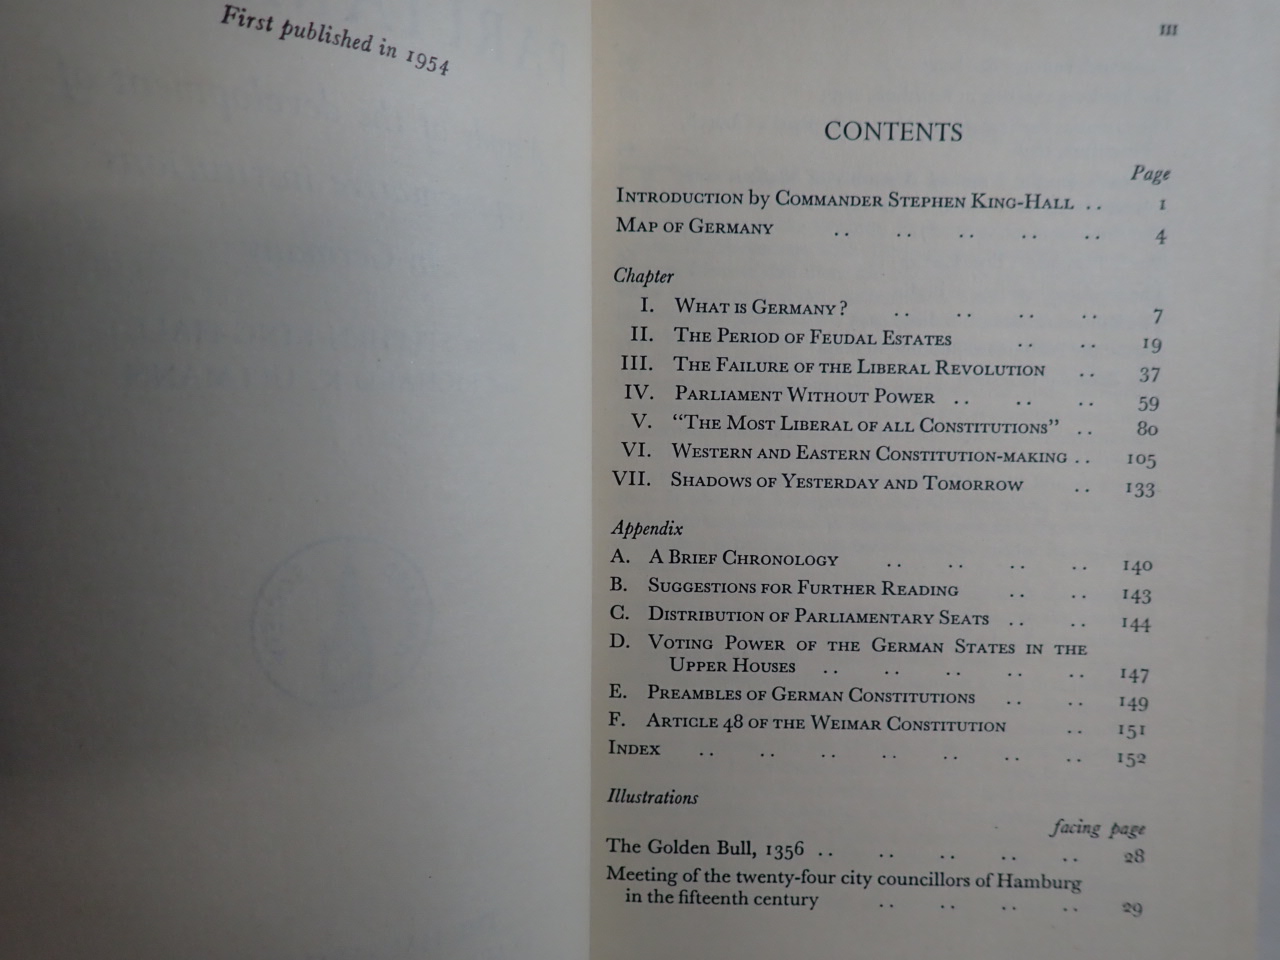 First published in 1954
III
CONTENTS
Page
INTRODUCTION by COMMANDER STEPHEN KING-HALL .. 1
MAP OF GERMANY .. .. .. .. .. 4
Chapter
I. WHAT IS GERMANY? .. .. .. .. 7
II. THE PERIOD OF FEUDAL ESTATES .. .. 19
III. THE FAILURE OF THE LIBERAL REVOLUTION .. 37
IV. PARLIAMENT WITHOUT POWER .. .. .. 59
V. “THE MOST LIBERAL OF ALL CONSTITUTIONS” .. 80
VI. WESTERN AND EASTERN CONSTITUTION-MAKING .. 105
VII. SHADOWS OF YESTERDAY AND TOMORROW .. 133
Appendix
A. A BRIEF CHRONOLOGY .. .. .. .. 140
B. SUGGESTIONS FOR FURTHER READING .. .. 143
C. DISTRIBUTION OF PARLIAMENTARY SEATS .. .. 144
D. VOTING POWER OF THE GERMAN STATES IN THE
UPPER HOUSES .. .. .. .. .. 147
E. PREAMBLES OF GERMAN CONSTITUTIONS .. .. 149
F. ARTICLE 48 OF THE WEIMAR CONSTITUTION .. 151
INDEX .. .. .. .. .. .. .. 152
Illustrations
facing page
The Golden Bull, 1356 .. .. .. .. .. 28
Meeting of the twenty-four city councillors of Hamburg
in the fifteenth century .. .. .. .. 29